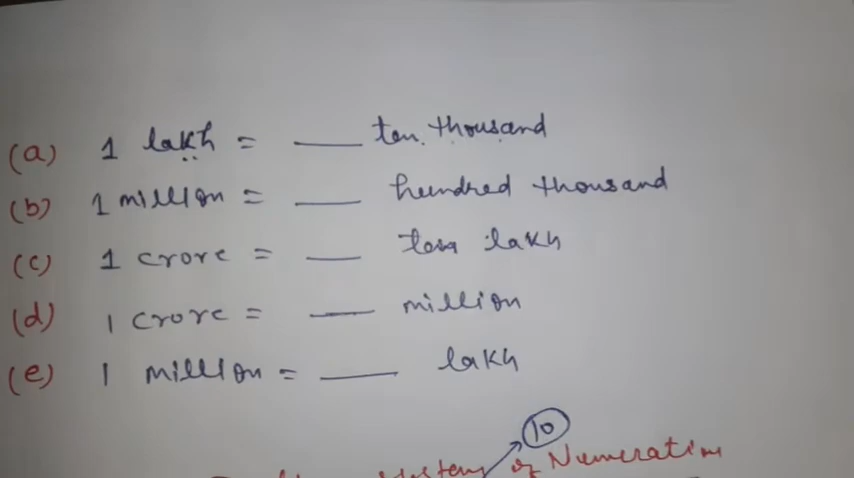 (a) 1 lakh = ___ ten thousand
(b) 1 million = ___ hundred thousand
(c) 1 crore = ___ ten lakh
(d) 1 crore = ___ million
(e) 1 million = ___ lakh
10
of Numeration